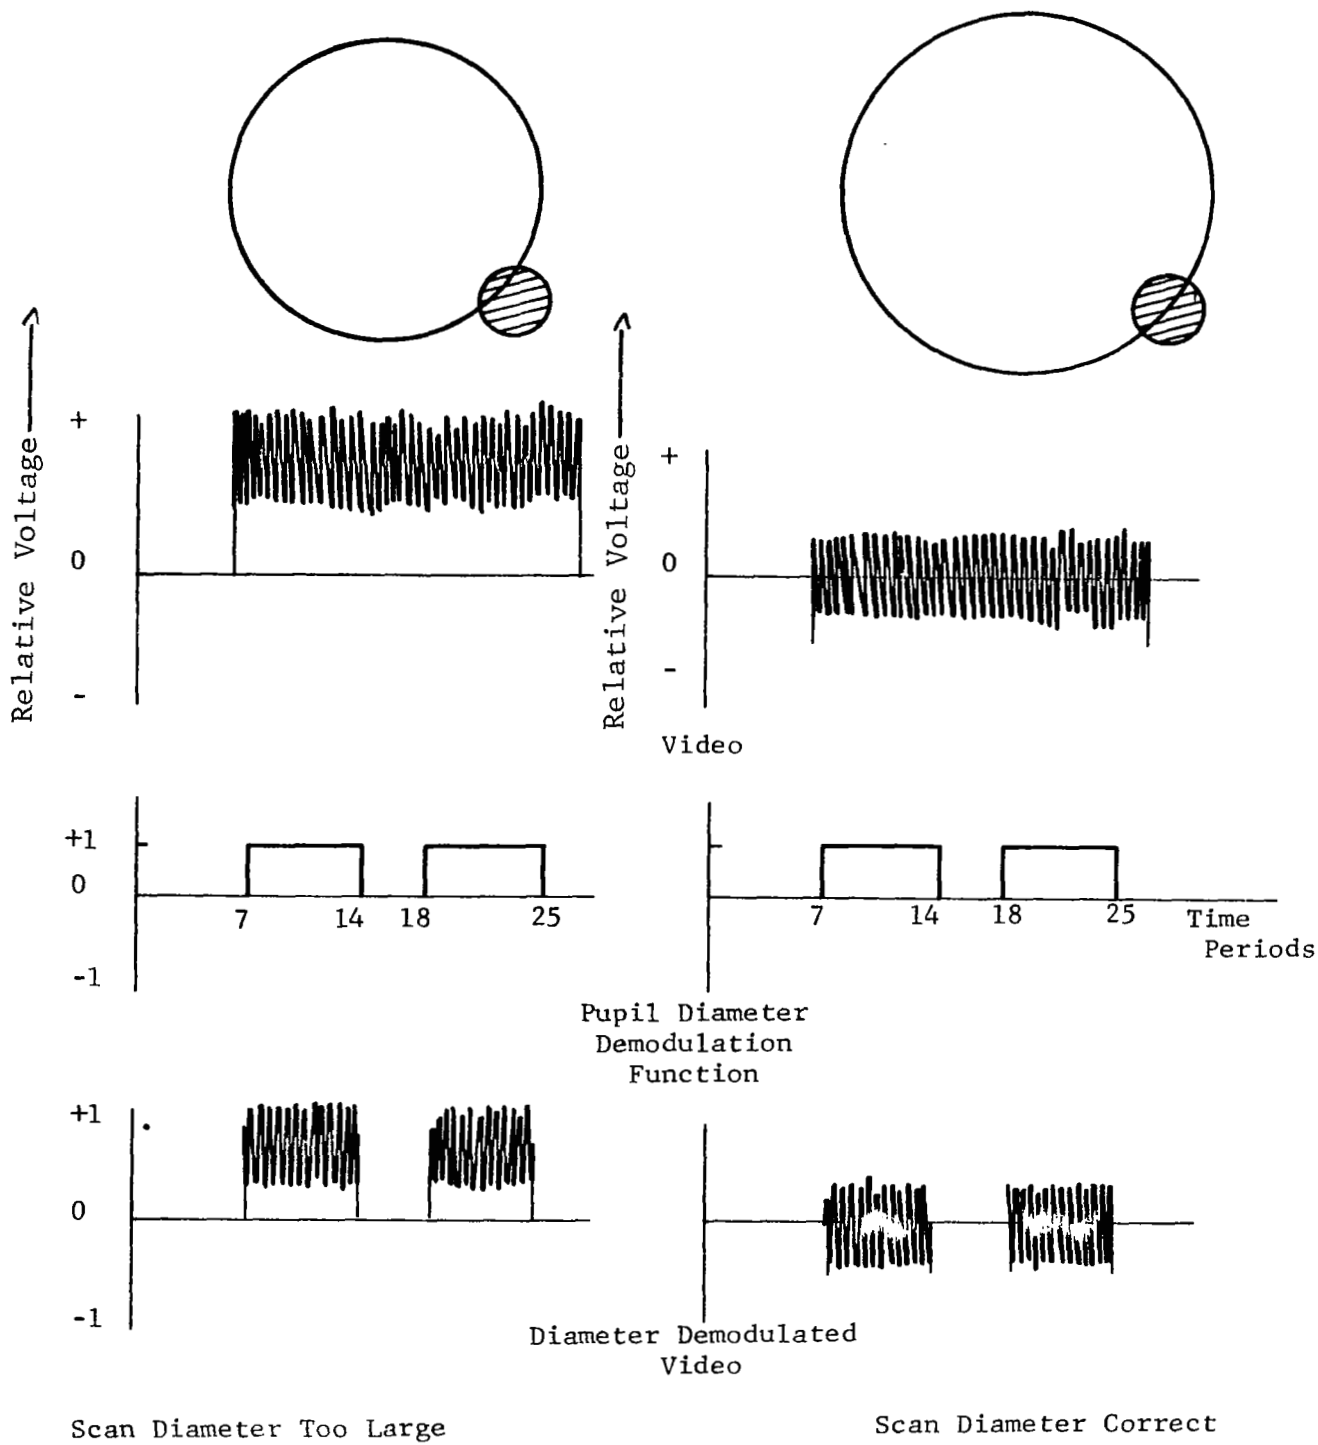 Relative Voltage
+
0
-
Relative Voltage
+
0
-
Video
+1
0
-1
7 14 18 25
7 14 18 25
Time
Periods
Pupil Diameter
Demodulation
Function
+1
0
-1
Diameter Demodulated
Video
Scan Diameter Too Large
Scan Diameter Correct